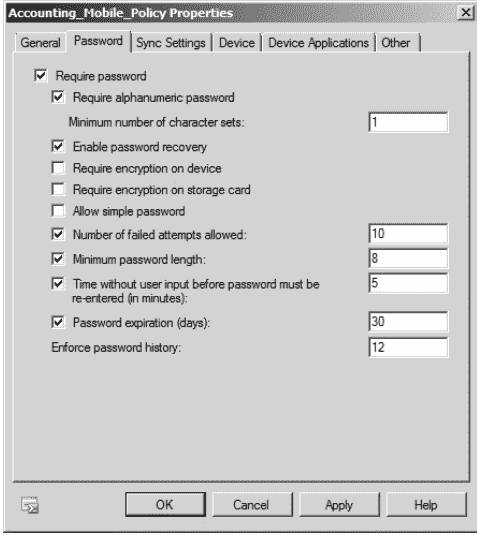 Accounting_Mobile_Policy Properties
General Password Sync Settings Device Device Applications Other
Require password
Require alphanumeric password
Minimum number of character sets: 1
Enable password recovery
Require encryption on device
Require encryption on storage card
Allow simple password
Number of failed attempts allowed: 10
Minimum password length: 8
Time without user input before password must be 5
re-entered (in minutes):
Password expiration (days): 30
Enforce password history: 12
OK Cancel Apply Help